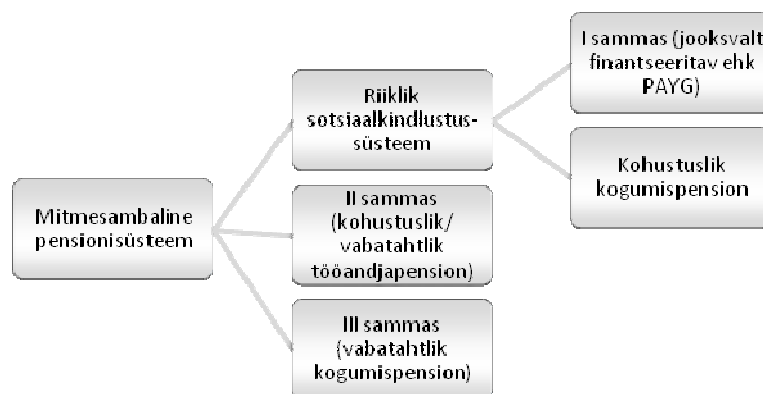 Mitmesambaline
pensionisüsteem
Riiklik
sotsiaalkindlustus-
süsteem
II sammas
(kohustuslik/
vabatahtlik
tööandjapension)
III sammas
(vabatahtlik
kogumispension)
I sammas (jooksvalt
finantseeritav ehk
PAYG)
Kohustuslik
kogumispension